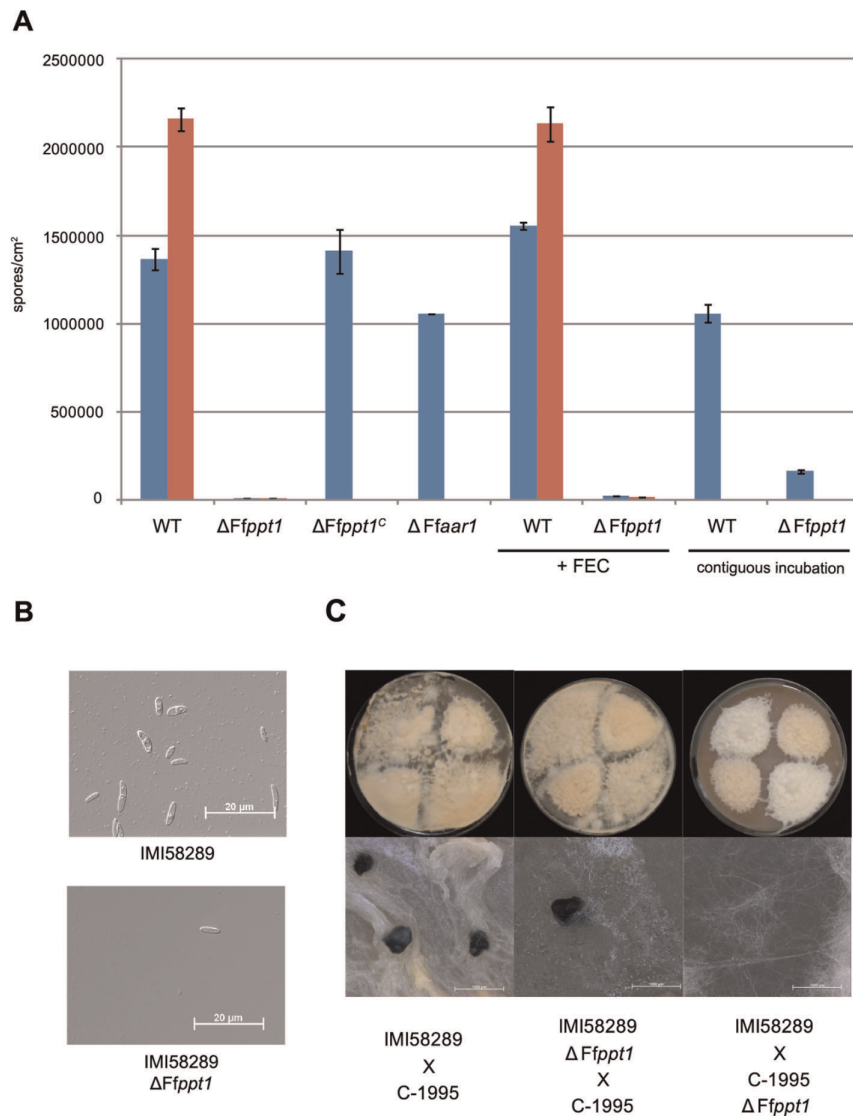 A
2500000
2000000
1500000
1000000
500000
0
spores/cm²
WT
ΔFfppt1
ΔFfppt1ᶜ
ΔFfaar1
WT
ΔFfppt1
WT
ΔFfppt1
+ FEC
contiguous incubation
B
20 µm
IMI58289
20 µm
IMI58289
ΔFfppt1
C
IMI58289
X
C-1995
IMI58289
ΔFfppt1
X
C-1995
IMI58289
X
C-1995
ΔFfppt1